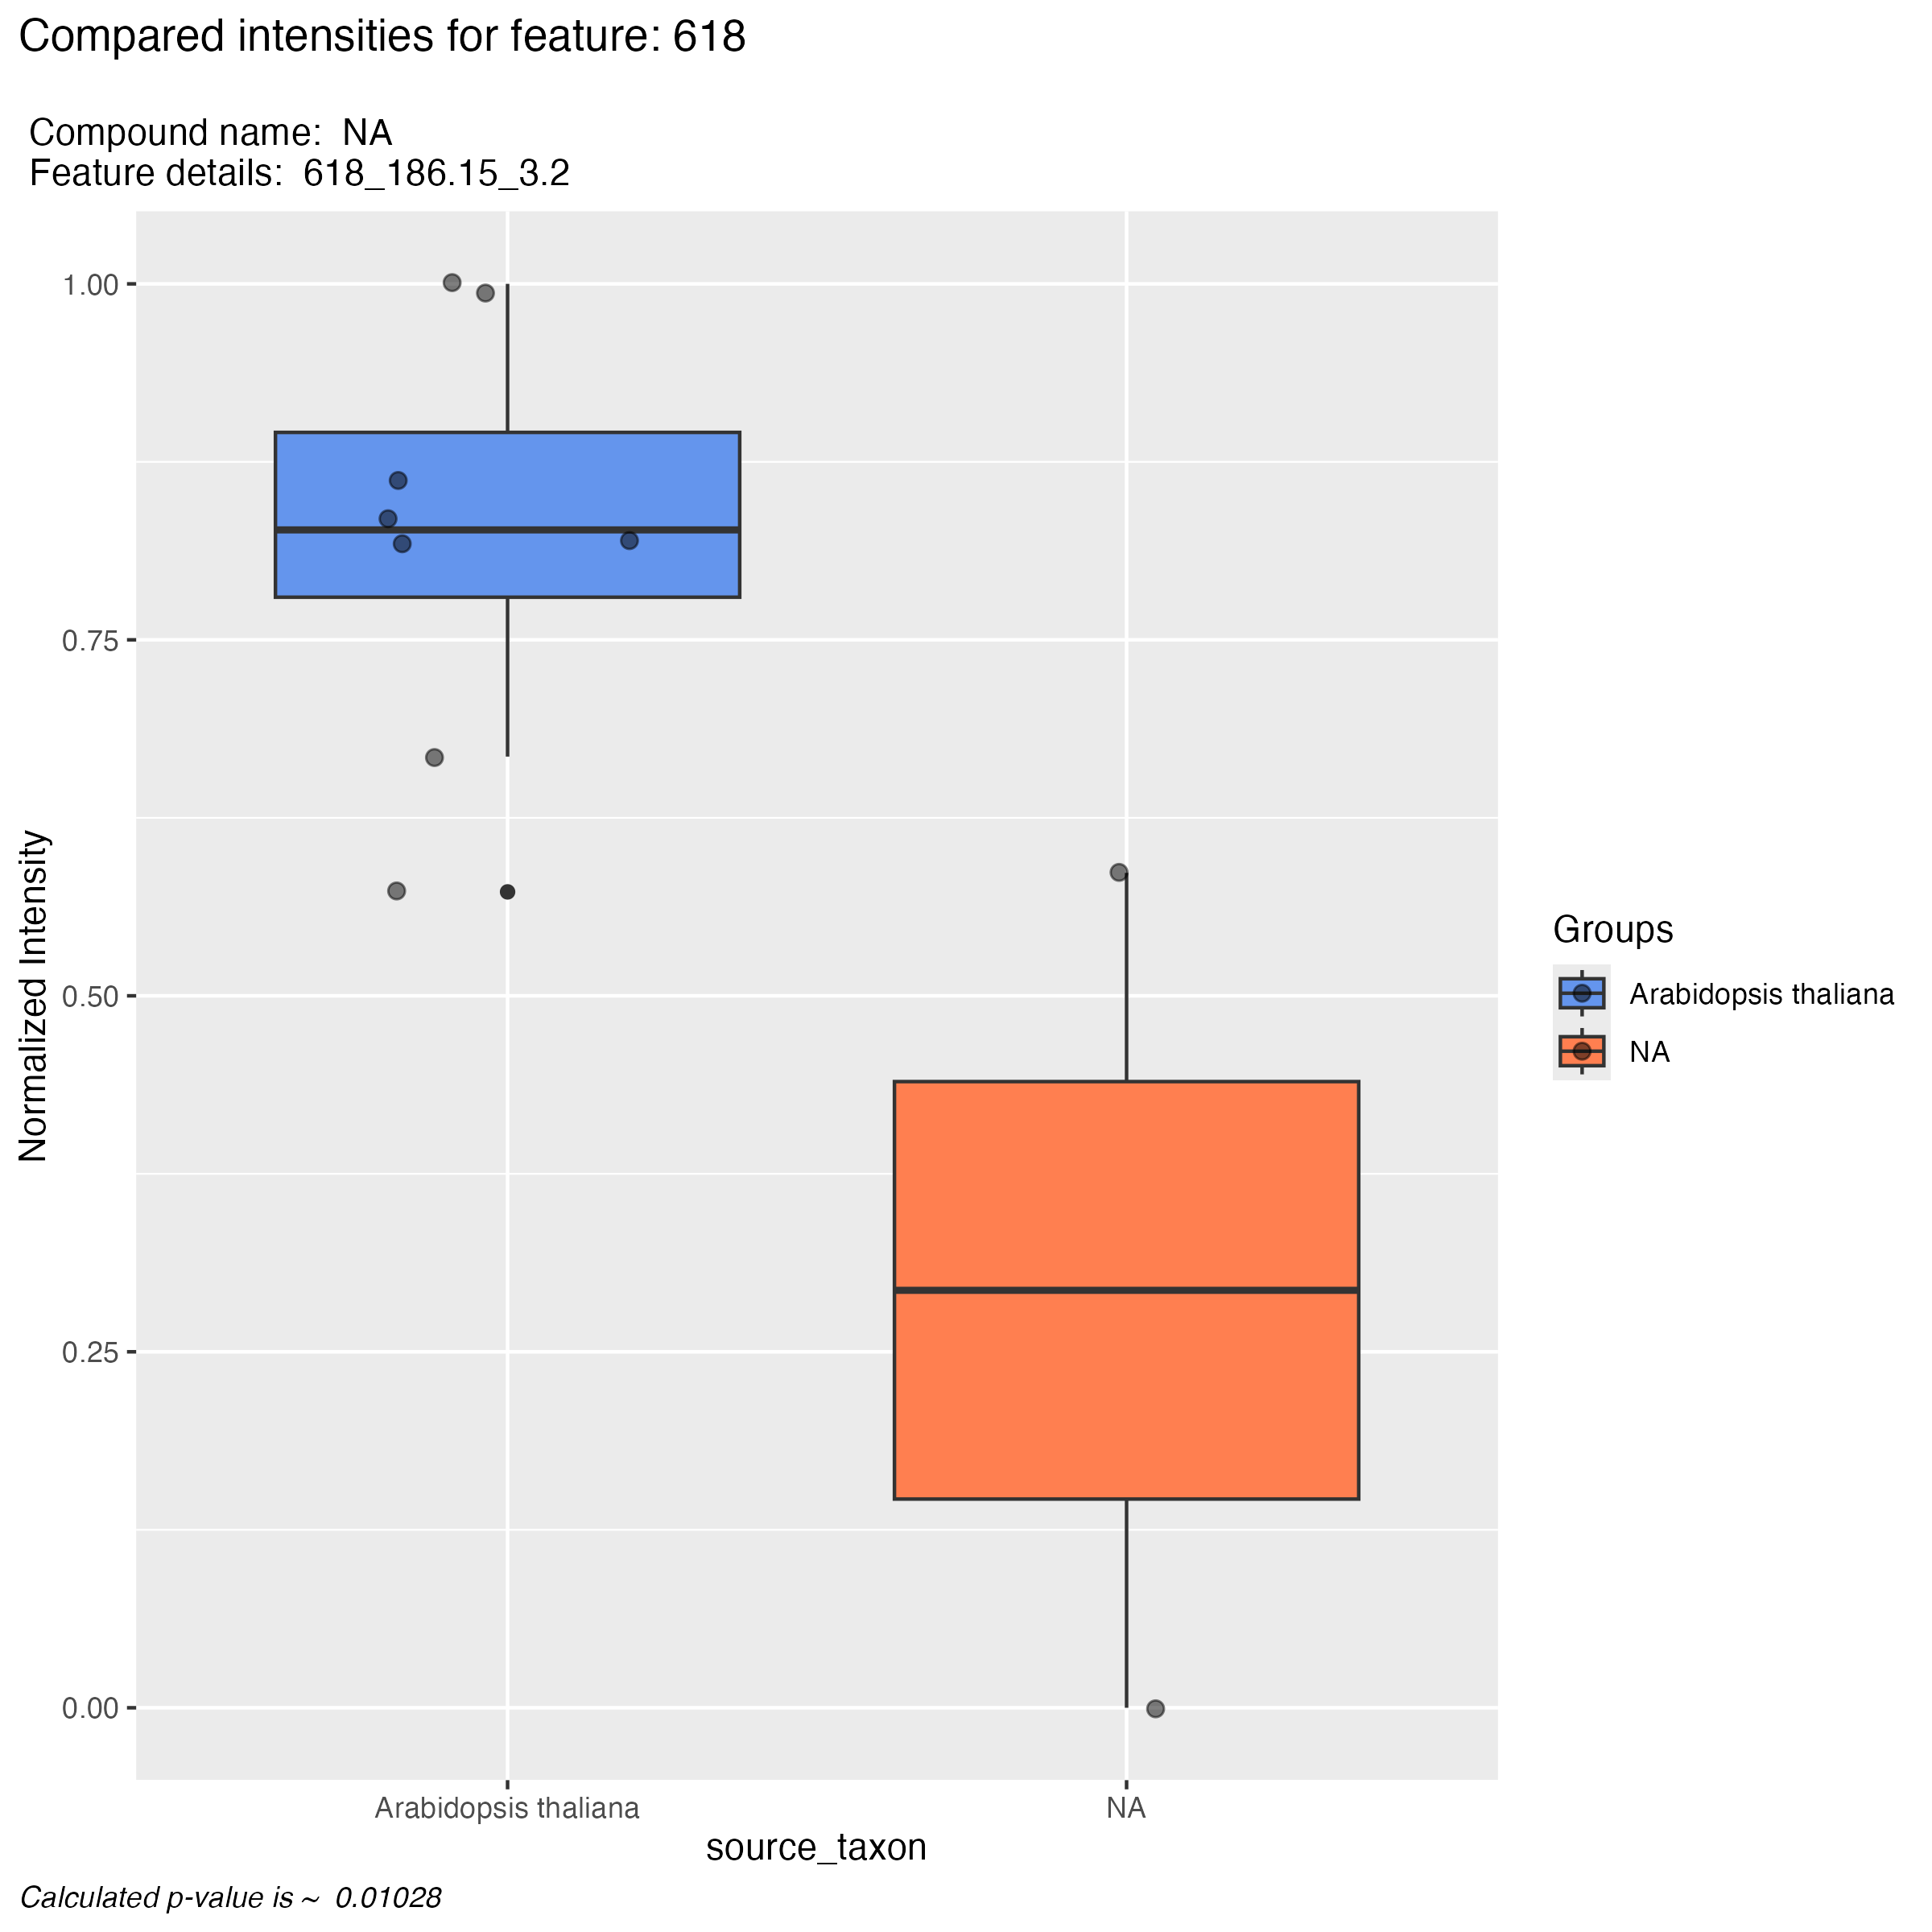 Compared intensities for feature: 618
Compound name:  NA
Feature details:  618_186.15_3.2
1.00
0.75
0.50
0.25
0.00
Normalized Intensity
Arabidopsis thaliana
NA
source_taxon
Groups
Arabidopsis thaliana
NA
Calculated p-value is ~  0.01028